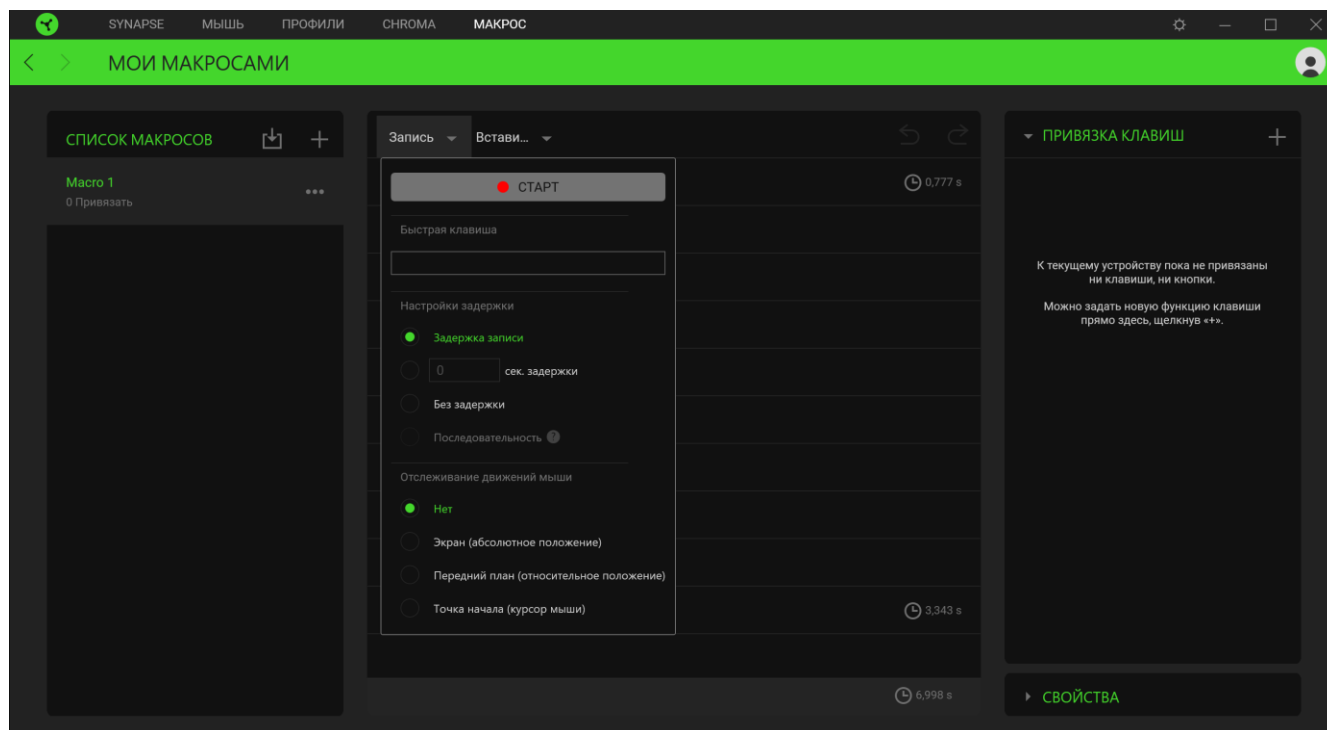 SYNAPSE МЫШЬ ПРОФИЛИ CHROMA МАКРОС
МОИ МАКРОСАМИ
СПИСОК МАКРОСОВ
Macro 1
0 Привязать
Запись Встави...
0,777 s
СТАРТ
Быстрая клавиша
Настройки задержки
Задержка записи
0 сек. задержки
Без задержки
Последовательность ?
Отслеживание движений мыши
Нет
Экран (абсолютное положение)
Передний план (относительное положение)
Точка начала (курсор мыши)
3,343 s
6,998 s
ПРИВЯЗКА КЛАВИШ
К текущему устройству пока не привязаны
ни клавиши, ни кнопки.
Можно задать новую функцию клавиши
прямо здесь, щелкнув «+».
СВОЙСТВА